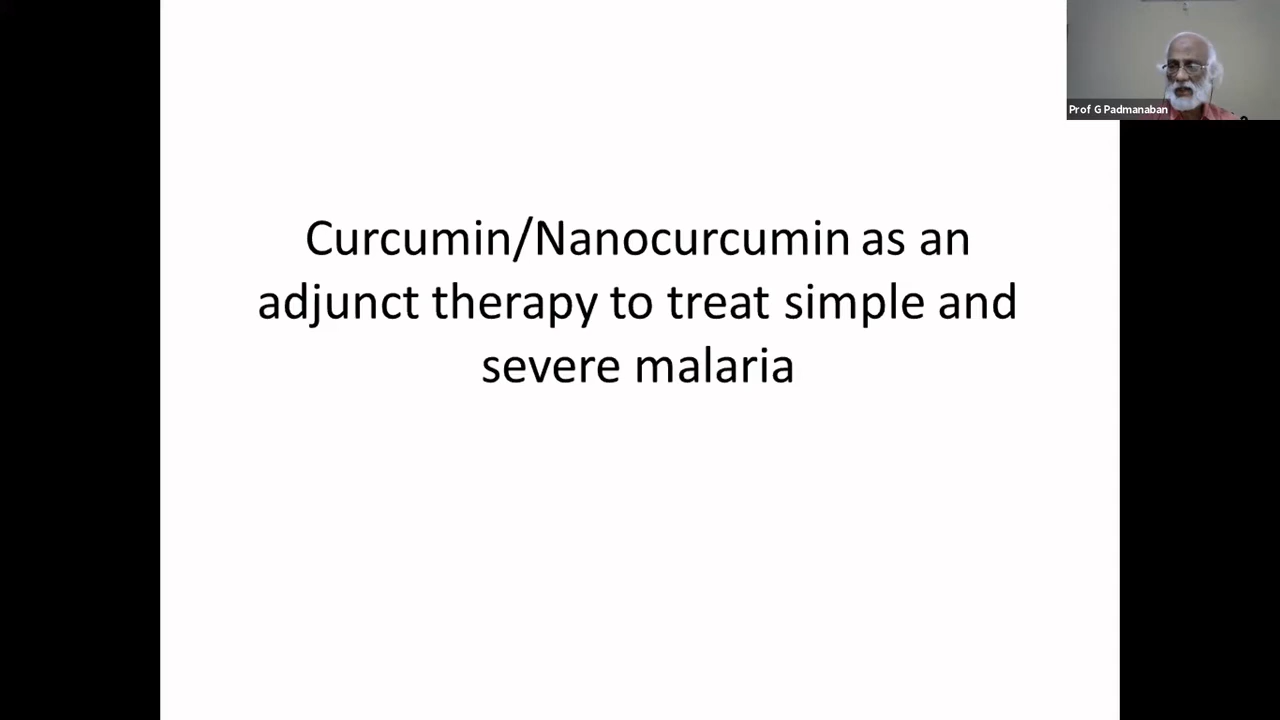 Prof G Padmanaban
Curcumin/Nanocurcumin as an
adjunct therapy to treat simple and
severe malaria